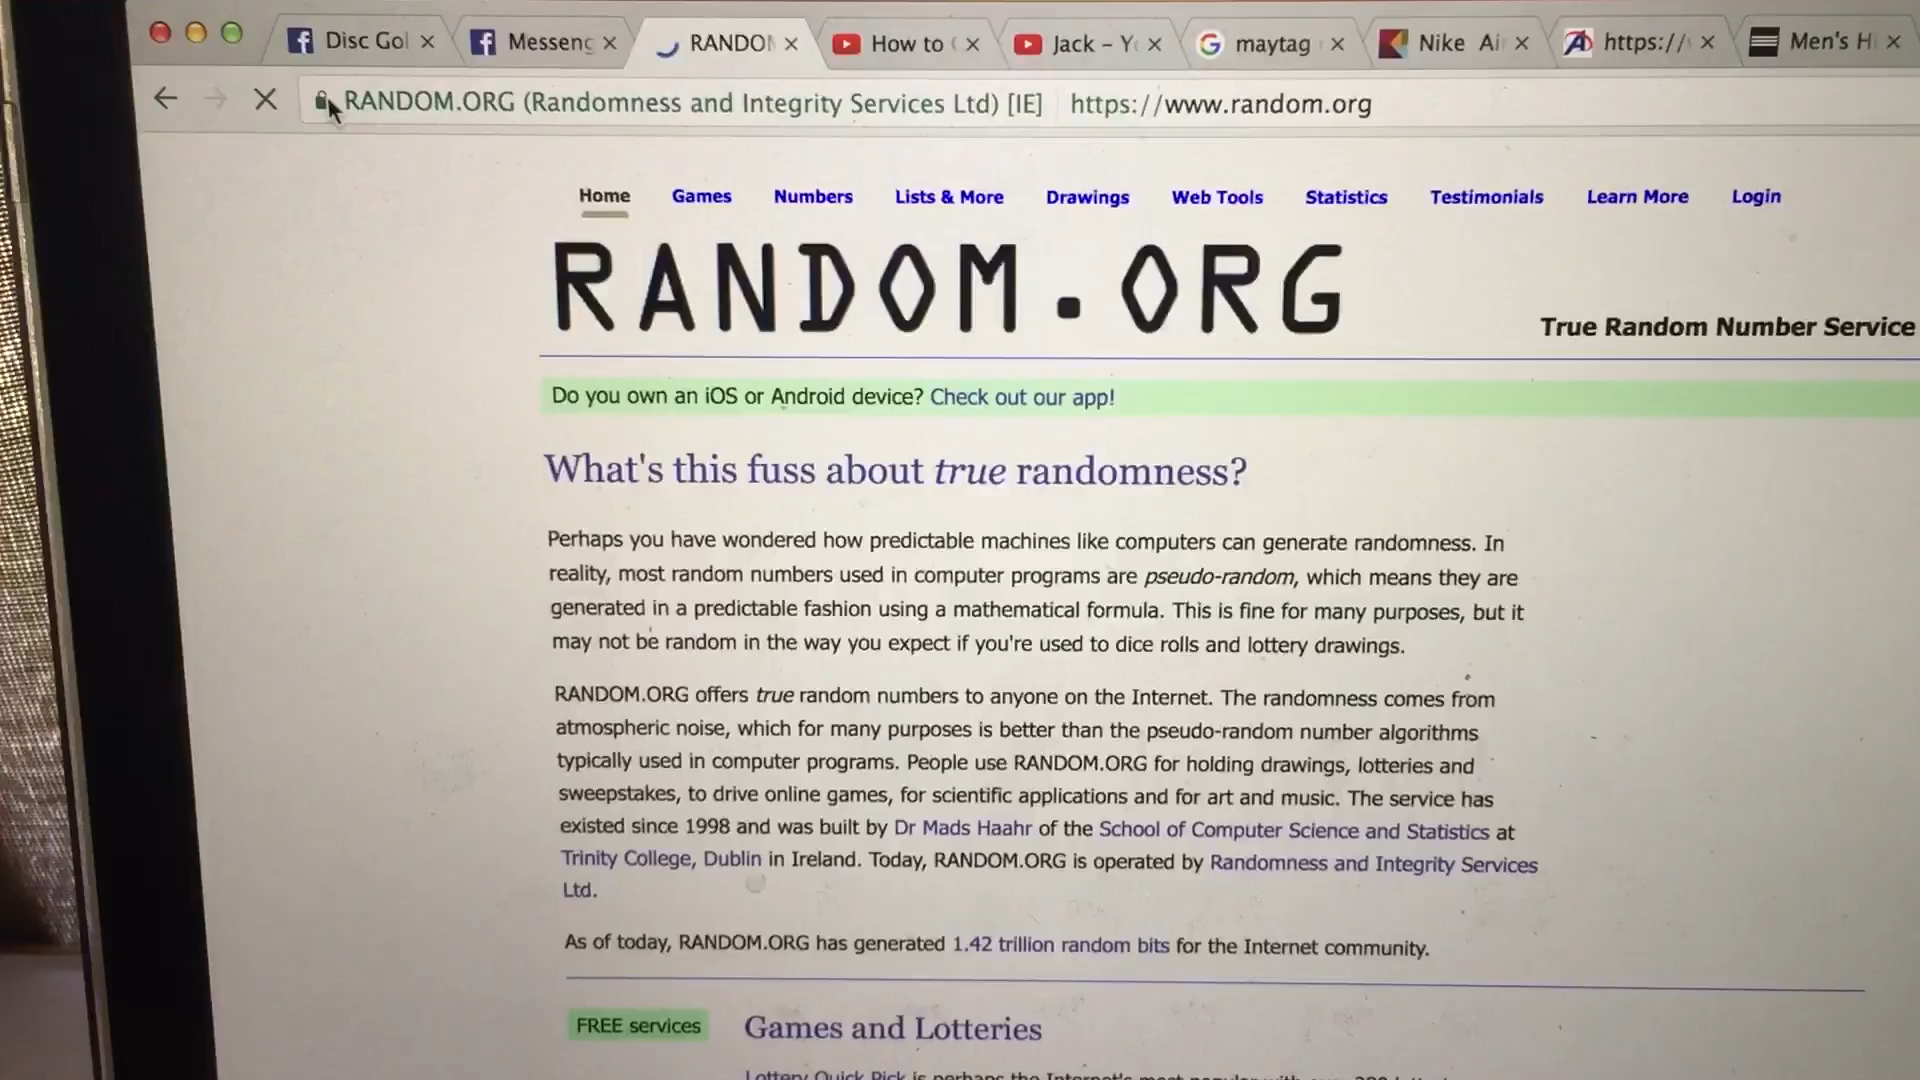 Disc Gol
Messeng
RANDOM
How to
Jack – Yo
maytag
Nike Ai
https://
Men's H
RANDOM.ORG (Randomness and Integrity Services Ltd) [IE] https://www.random.org
Home Games Numbers Lists & More Drawings Web Tools Statistics Testimonials Learn More Login
RANDOM.ORG
True Random Number Service
Do you own an iOS or Android device? Check out our app!
What's this fuss about true randomness?
Perhaps you have wondered how predictable machines like computers can generate randomness. In
reality, most random numbers used in computer programs are pseudo-random, which means they are
generated in a predictable fashion using a mathematical formula. This is fine for many purposes, but it
may not be random in the way you expect if you're used to dice rolls and lottery drawings.
RANDOM.ORG offers true random numbers to anyone on the Internet. The randomness comes from
atmospheric noise, which for many purposes is better than the pseudo-random number algorithms
typically used in computer programs. People use RANDOM.ORG for holding drawings, lotteries and
sweepstakes, to drive online games, for scientific applications and for art and music. The service has
existed since 1998 and was built by Dr Mads Haahr of the School of Computer Science and Statistics at
Trinity College, Dublin in Ireland. Today, RANDOM.ORG is operated by Randomness and Integrity Services
Ltd.
As of today, RANDOM.ORG has generated 1.42 trillion random bits for the Internet community.
FREE services
Games and Lotteries
Lottery Quick Pick is perhaps the Internet's most popular with